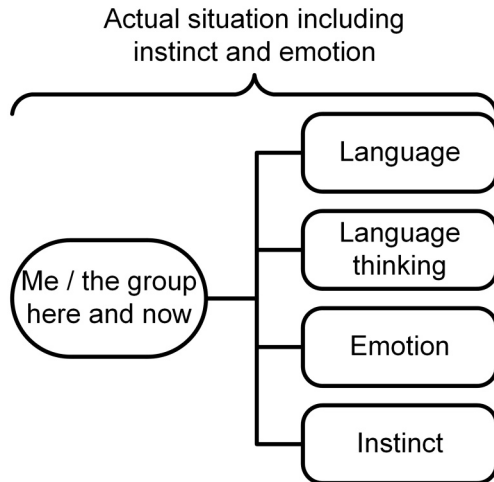 Actual situation including
instinct and emotion
Me / the group
here and now
Language
Language
thinking
Emotion
Instinct